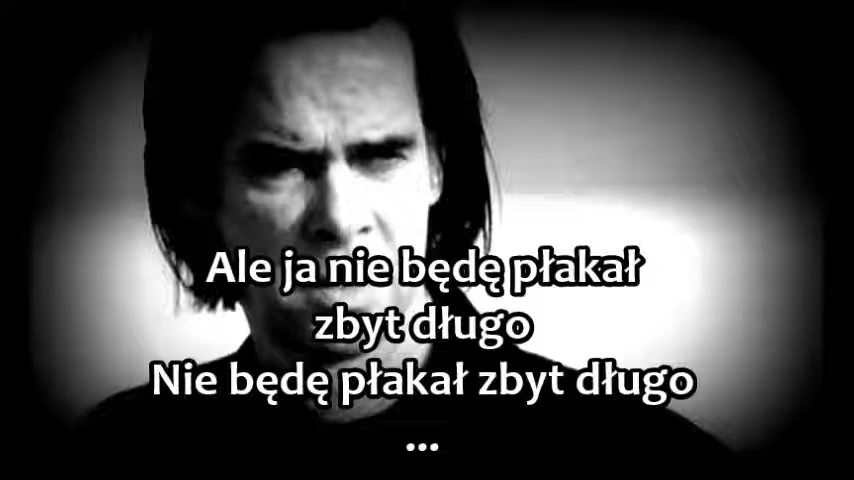 Ale ja nie będę płakał
zbyt długo
Nie będę płakał zbyt długo
...